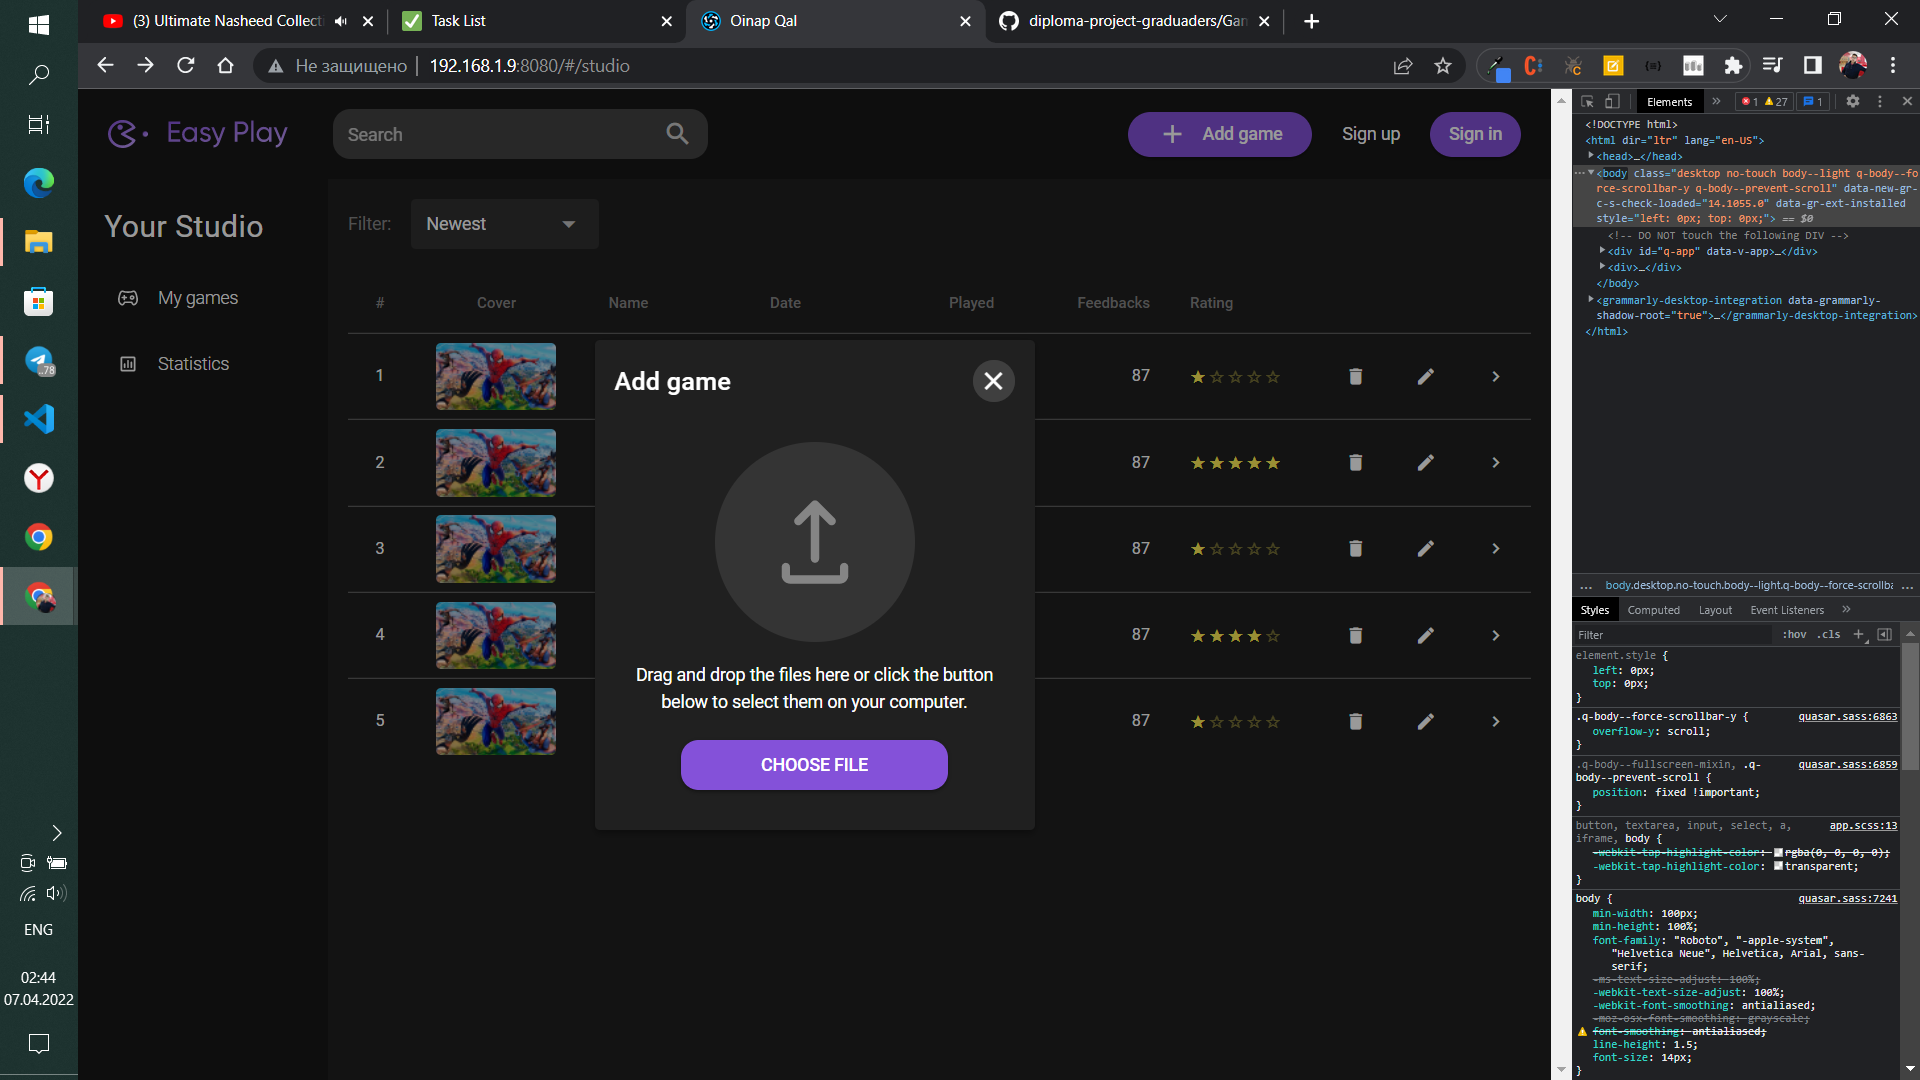 (3) Ultimate Nasheed Collecti
Task List
Oinap Qal
diploma-project-graduaders/Gam
Не защищено
192.168.1.9:8080/#/studio
Easy Play
Search
Add game
Sign up
Sign in
Your Studio
My games
Statistics
Filter:
Newest
# Cover Name Date Played Feedbacks Rating
1 87
2 87
3 87
4 87
5 87
Add game
Drag and drop the files here or click the button
below to select them on your computer.
CHOOSE FILE
Elements
1 27 1
<!DOCTYPE html>
<html dir="ltr" lang="en-US">
<head>…</head>
<body class="desktop no-touch body--light q-body--fo
rce-scrollbar-y q-body--prevent-scroll" data-new-gr-
c-s-check-loaded="14.1055.0" data-gr-ext-installed
style="left: 0px; top: 0px;"> == $0
<!-- DO NOT touch the following DIV -->
<div id="q-app" data-v-app>…</div>
<div>…</div>
</body>
<grammarly-desktop-integration data-grammarly-
shadow-root="true">…</grammarly-desktop-integration>
</html>
... body.desktop.no-touch.body--light.q-body--force-scrollba ...
Styles Computed Layout Event Listeners
Filter :hov .cls
element.style {
left: 0px;
top: 0px;
}
.q-body--force-scrollbar-y { quasar.sass:6863
overflow-y: scroll;
}
.q-body--fullscreen-mixin, .q- quasar.sass:6859
body--prevent-scroll {
position: fixed !important;
}
button, textarea, input, select, a, app.scss:13
iframe, body {
-webkit-tap-highlight-color: rgba(0, 0, 0, 0);
-webkit-tap-highlight-color: transparent;
}
body { quasar.sass:7241
min-width: 100px;
min-height: 100%;
font-family: "Roboto", "-apple-system",
"Helvetica Neue", Helvetica, Arial, sans-
serif;
-ms-text-size-adjust: 100%;
-webkit-text-size-adjust: 100%;
-webkit-font-smoothing: antialiased;
-moz-osx-font-smoothing: grayscale;
font-smoothing: antialiased;
line-height: 1.5;
font-size: 14px;
}
..78
ENG
02:44
07.04.2022